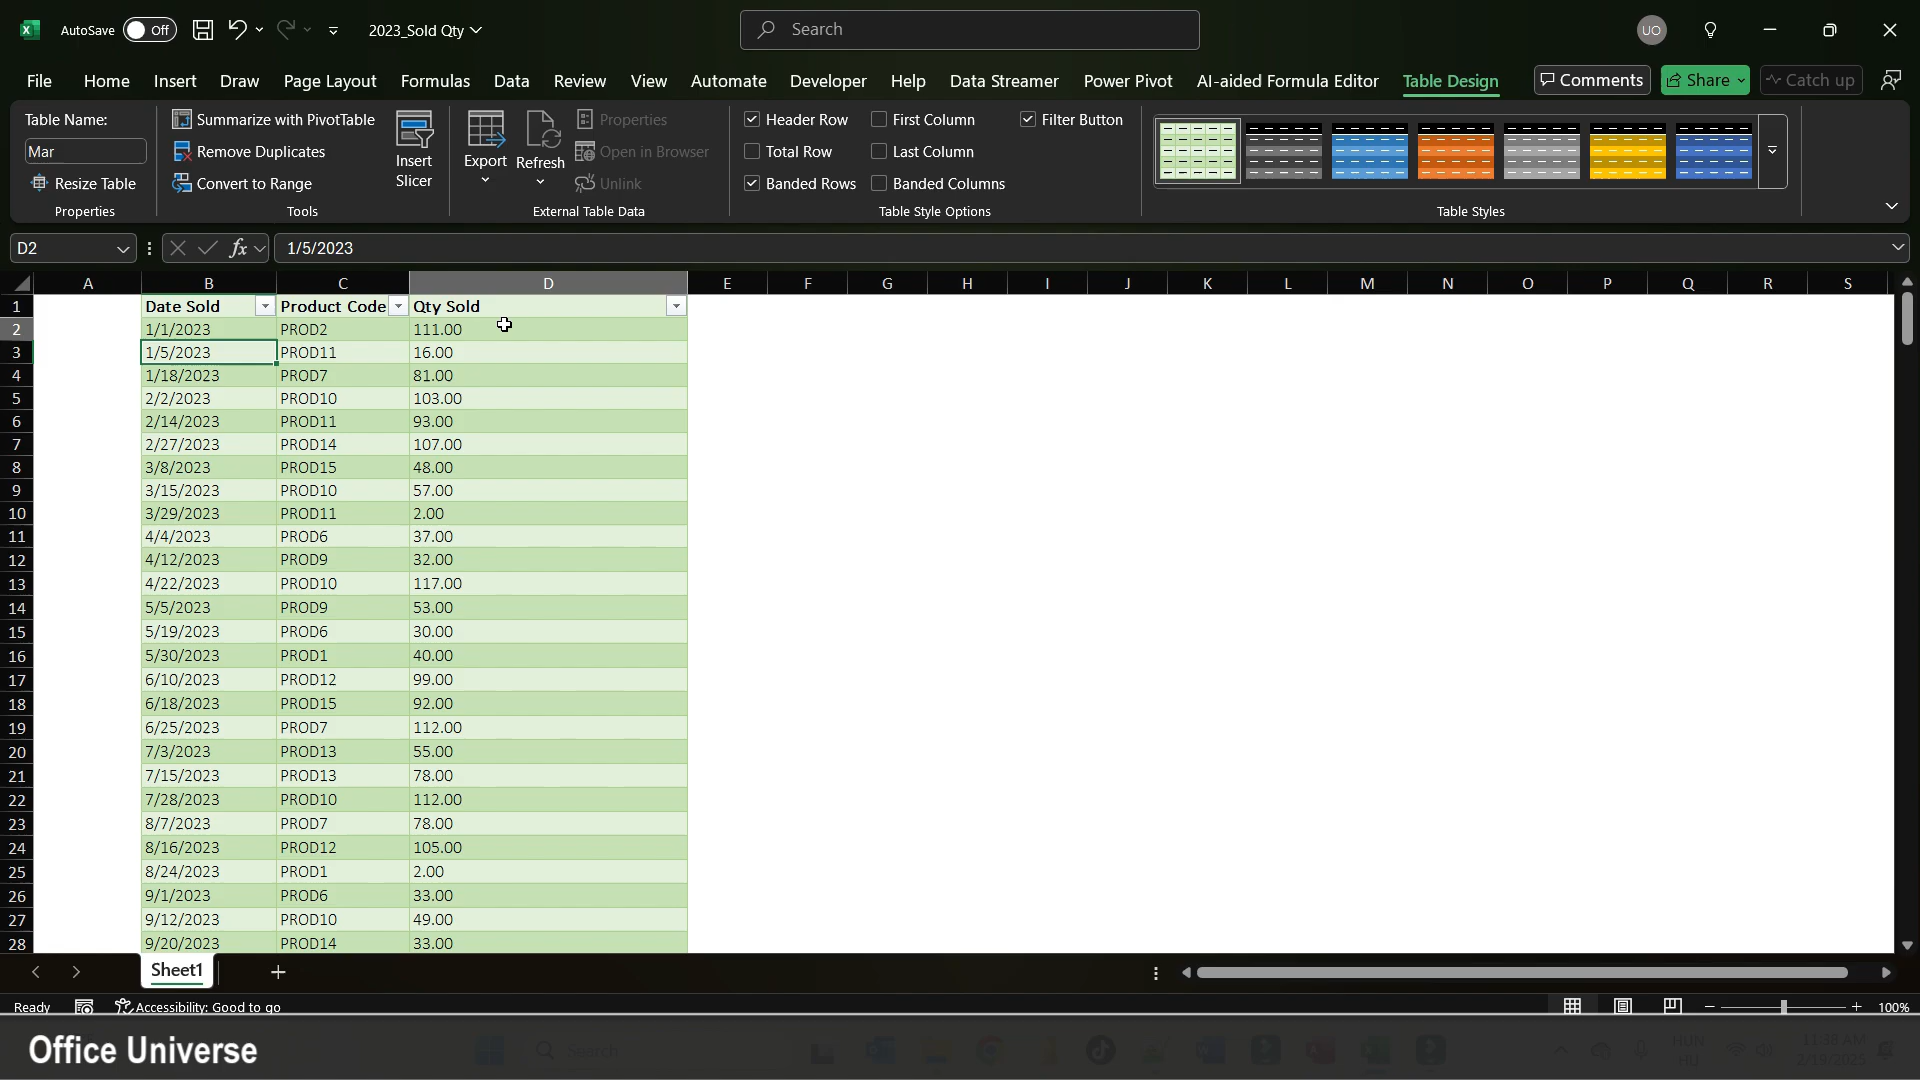 AutoSave Off 2023_Sold Qty Search UO
File Home Insert Draw Page Layout Formulas Data Review View Automate Developer Help Data Streamer Power Pivot AI-aided Formula Editor Table Design Comments Share Catch up
Table Name:
Mar
Resize Table
Properties
Summarize with PivotTable
Remove Duplicates
Convert to Range
Tools
Insert
Slicer
Export
Refresh
Properties
Open in Browser
Unlink
External Table Data
Header Row First Column Filter Button
Total Row Last Column
Banded Rows Banded Columns
Table Style Options
Table Styles
D2 fx 1/5/2023
A B C D E F G H I J K L M N O P Q R S
1 Date Sold Product Code Qty Sold
2 1/1/2023 PROD2 111.00
3 1/5/2023 PROD11 16.00
4 1/18/2023 PROD7 81.00
5 2/2/2023 PROD10 103.00
6 2/14/2023 PROD11 93.00
7 2/27/2023 PROD14 107.00
8 3/8/2023 PROD15 48.00
9 3/15/2023 PROD10 57.00
10 3/29/2023 PROD11 2.00
11 4/4/2023 PROD6 37.00
12 4/12/2023 PROD9 32.00
13 4/22/2023 PROD10 117.00
14 5/5/2023 PROD9 53.00
15 5/19/2023 PROD6 30.00
16 5/30/2023 PROD1 40.00
17 6/10/2023 PROD12 99.00
18 6/18/2023 PROD15 92.00
19 6/25/2023 PROD7 112.00
20 7/3/2023 PROD13 55.00
21 7/15/2023 PROD13 78.00
22 7/28/2023 PROD10 112.00
23 8/7/2023 PROD7 78.00
24 8/16/2023 PROD12 105.00
25 8/24/2023 PROD1 2.00
26 9/1/2023 PROD6 33.00
27 9/12/2023 PROD10 49.00
28 9/20/2023 PROD14 33.00
Sheet1
Ready Accessibility: Good to go 100%
Office Universe
Search
HUN
HU
11:38 AM
2/19/2025